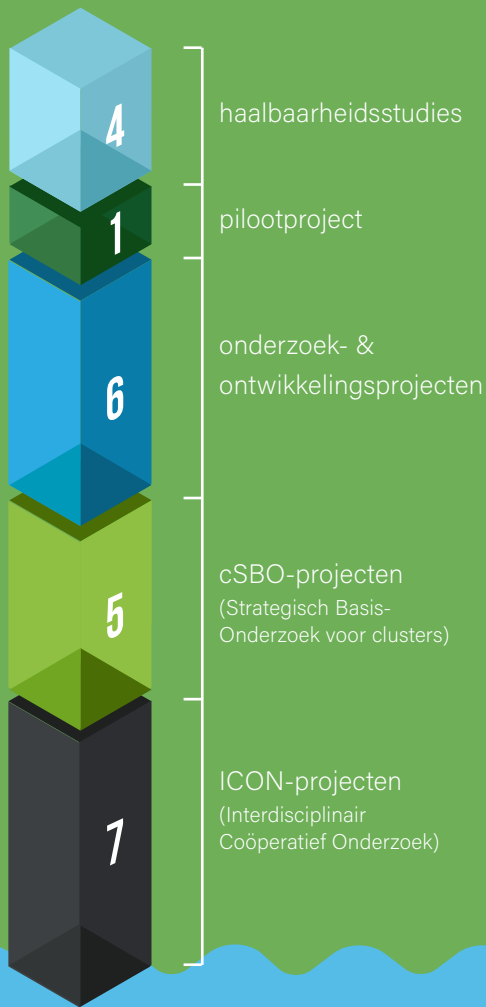 4
haalbaarheidsstudies
1
pilootproject
6
onderzoek- &
ontwikkelingsprojecten
5
cSBO-projecten
(Strategisch Basis-
Onderzoek voor clusters)
7
ICON-projecten
(Interdisciplinair
Coöperatief Onderzoek)